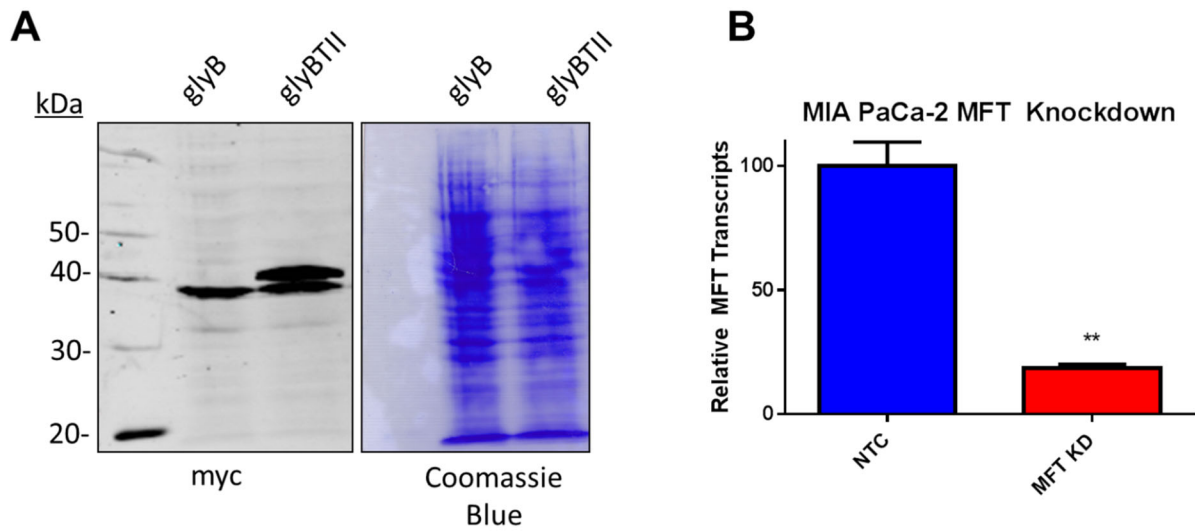 A
glyB
glyBTII
glyB
glyBTII
kDa
50-
40-
30-
20-
myc
Coomassie
Blue
B
MIA PaCa-2 MFT Knockdown
Relative MFT Transcripts
100
50
0
**
NTC
MFT KD